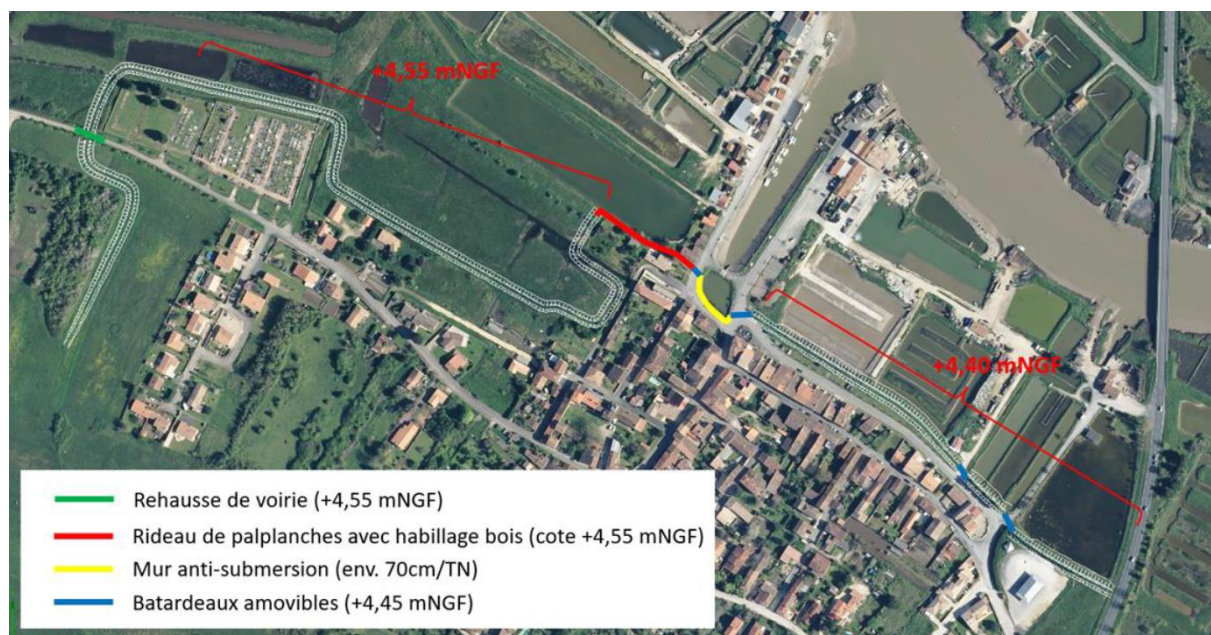 +4,55 mNGF
+4,40 mNGF
Rehausse de voirie (+4,55 mNGF)
Rideau de palplanches avec habillage bois (cote +4,55 mNGF)
Mur anti-submersion (env. 70cm/TN)
Batardeaux amovibles (+4,45 mNGF)